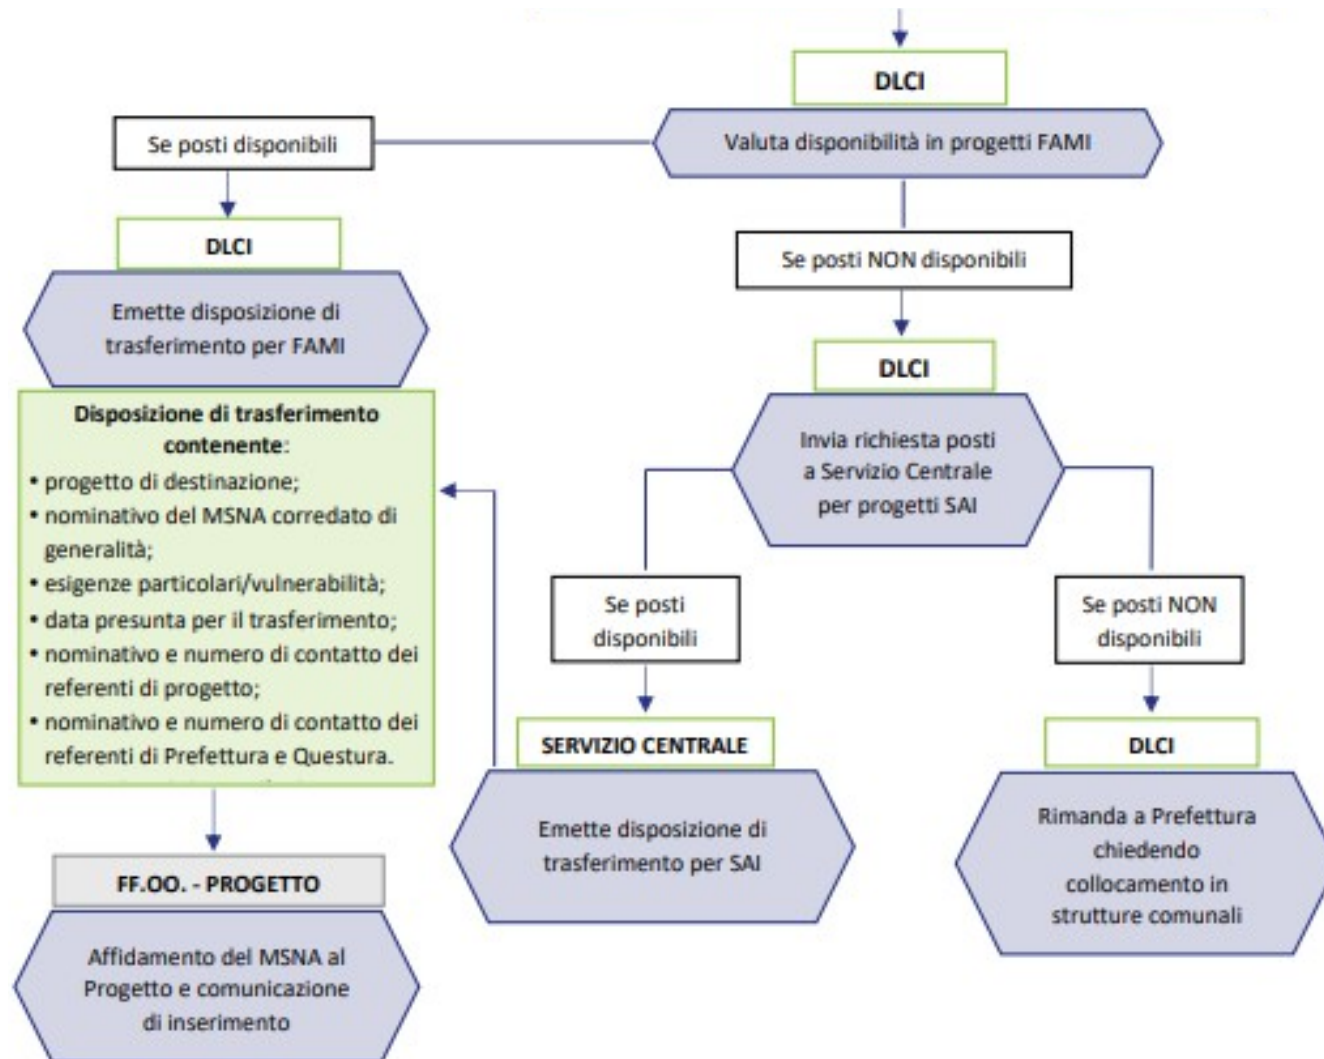 DLCI
Valuta disponibilità in progetti FAMI
Se posti disponibili
DLCI
Emette disposizione di
trasferimento per FAMI
Disposizione di trasferimento
contenente:
• progetto di destinazione;
• nominativo del MSNA corredato di
generalità;
• esigenze particolari/vulnerabilità;
• data presunta per il trasferimento;
• nominativo e numero di contatto dei
referenti di progetto;
• nominativo e numero di contatto dei
referenti di Prefettura e Questura.
FF.OO. - PROGETTO
Affidamento del MSNA al
Progetto e comunicazione
di inserimento
Se posti NON disponibili
DLCI
Invia richiesta posti
a Servizio Centrale
per progetti SAI
Se posti
disponibili
SERVIZIO CENTRALE
Emette disposizione di
trasferimento per SAI
Se posti NON
disponibili
DLCI
Rimanda a Prefettura
chiedendo
collocamento in
strutture comunali